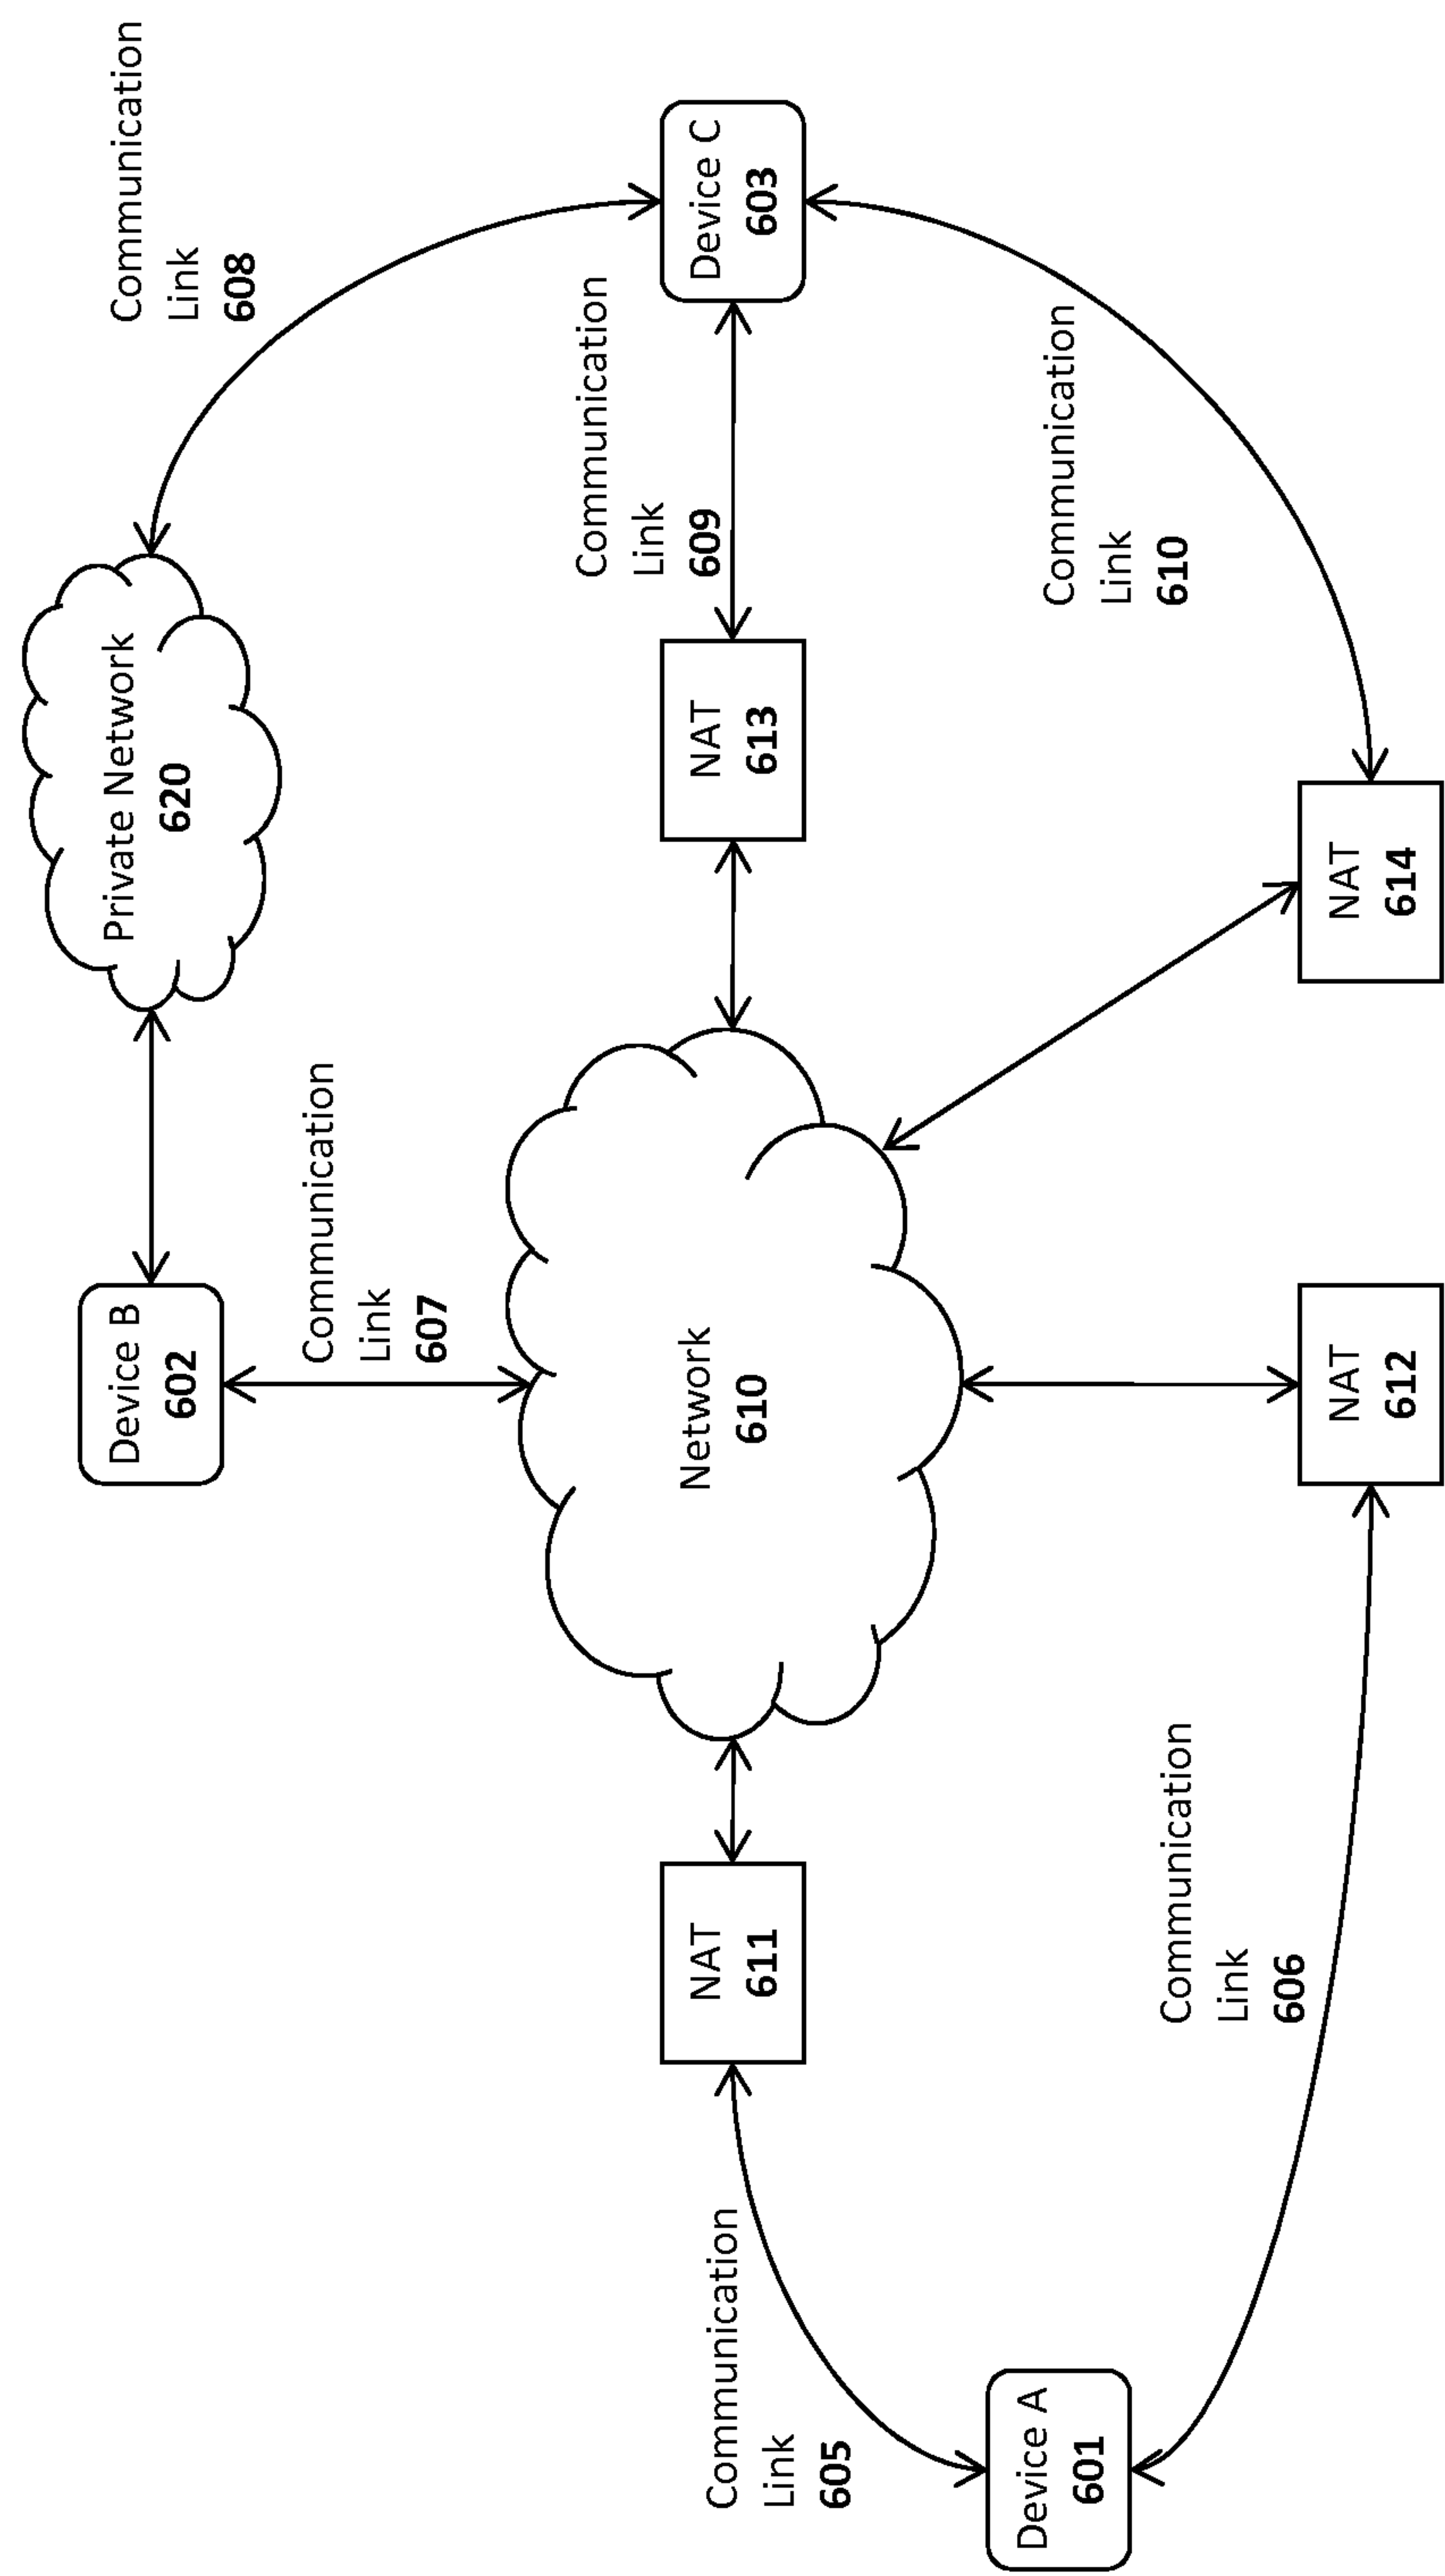 Communication
Link
608
Private Network
620
Device B
602
Communication
Link
607
Device C
603
Communication
Link
609
NAT
613
Network
610
NAT
611
Communication
Link
605
Communication
Link
610
NAT
614
NAT
612
Communication
Link
606
Device A
601